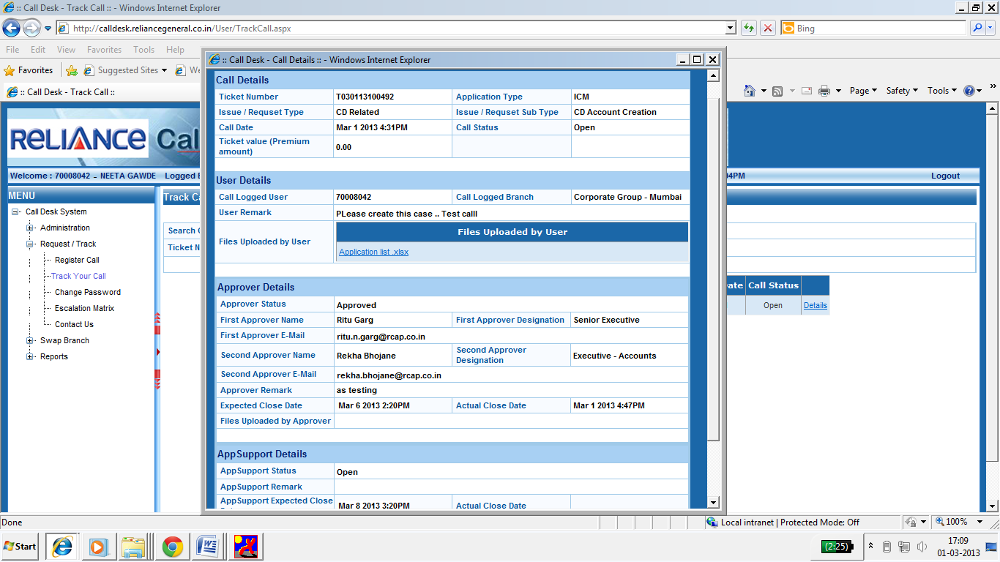 :: Call Desk - Track Call :: - Windows Internet Explorer
http://calldesk.reliancegeneral.co.in/User/TrackCall.aspx
Bing
File Edit View Favorites Tools Help
Favorites Suggested Sites We
:: Call Desk - Track Call ::
Page Safety Tools »
RELIANCE Cal
Welcome : 70008042 - NEETA GAWDE Logged
04PM Logout
MENU
Call Desk System
Administration
Request / Track
Register Call
Track Your Call
Change Password
Escalation Matrix
Contact Us
Swap Branch
Reports
Track Ca
Search
Ticket N
ate Call Status
Open Details
:: Call Desk - Call Details :: - Windows Internet Explorer
Call Details
Ticket Number T030113100492 Application Type ICM
Issue / Requset Type CD Related Issue / Requset Sub Type CD Account Creation
Call Date Mar 1 2013 4:31PM Call Status Open
Ticket value (Premium
amount) 0.00
User Details
Call Logged User 70008042 Call Logged Branch Corporate Group - Mumbai
User Remark PLease create this case .. Test calll
Files Uploaded by User
Files Uploaded by User
Application list .xlsx
Approver Details
Approver Status Approved
First Approver Name Ritu Garg First Approver Designation Senior Executive
First Approver E-Mail ritu.n.garg@rcap.co.in
Second Approver Name Rekha Bhojane Second Approver
Designation Executive - Accounts
Second Approver E-Mail rekha.bhojane@rcap.co.in
Approver Remark as testing
Expected Close Date Mar 6 2013 2:20PM Actual Close Date Mar 1 2013 4:47PM
Files Uploaded by Approver
AppSupport Details
AppSupport Status Open
AppSupport Remark
AppSupport Expected Close
Mar 8 2013 3:20PM Actual Close Date
Done Local intranet | Protected Mode: Off 100%
Start (2:25) 17:09
01-03-2013